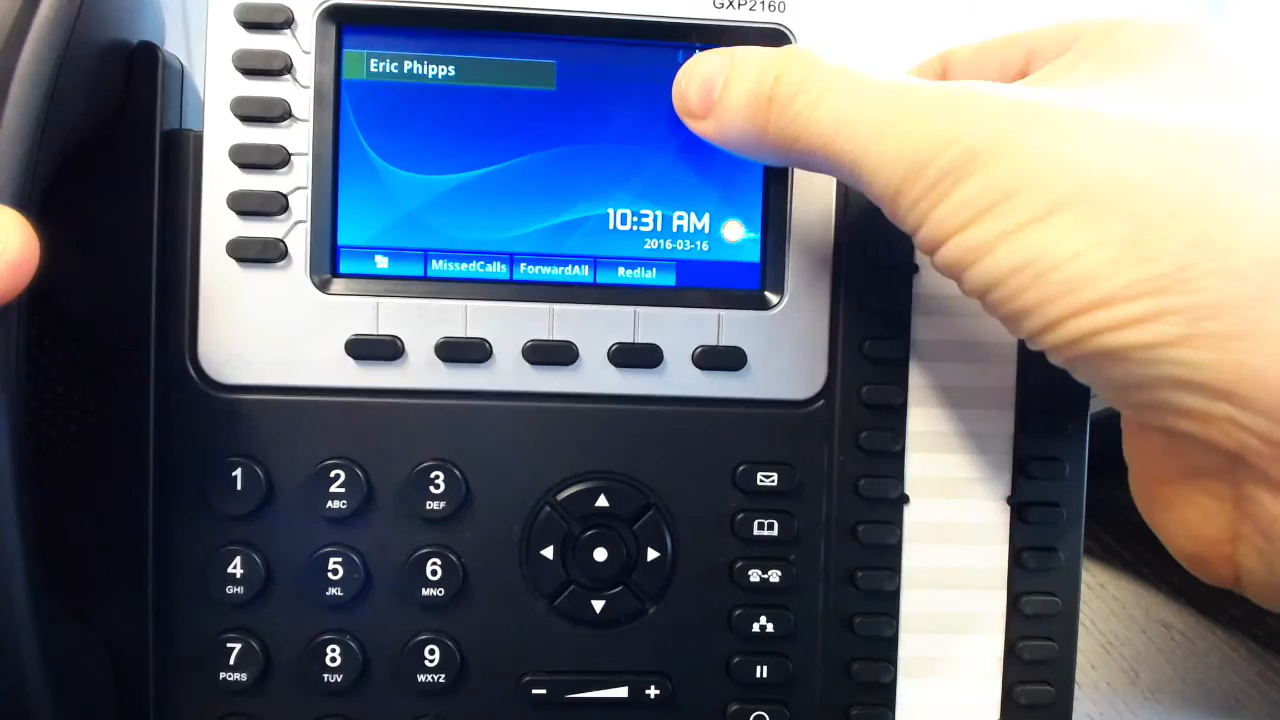 GXP2160
Eric Phipps
10:31 AM
2016-03-16
MissedCalls ForwardAll Redial
1 2 3
ABC DEF
4 5 6
GHI JKL MNO
7 8 9
PQRS TUV WXYZ
− +